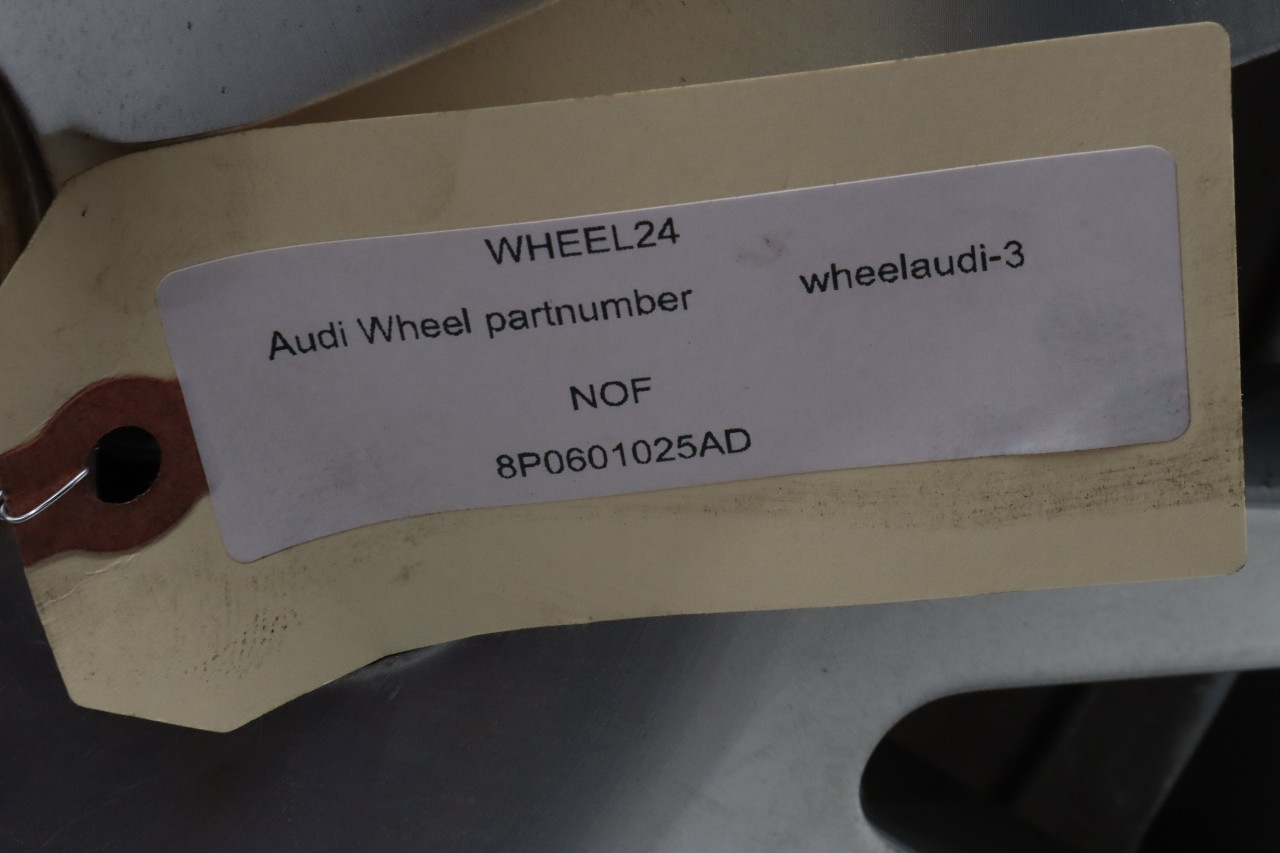 WHEEL24
Audi Wheel partnumber wheelaudi-3
NOF
8P0601025AD